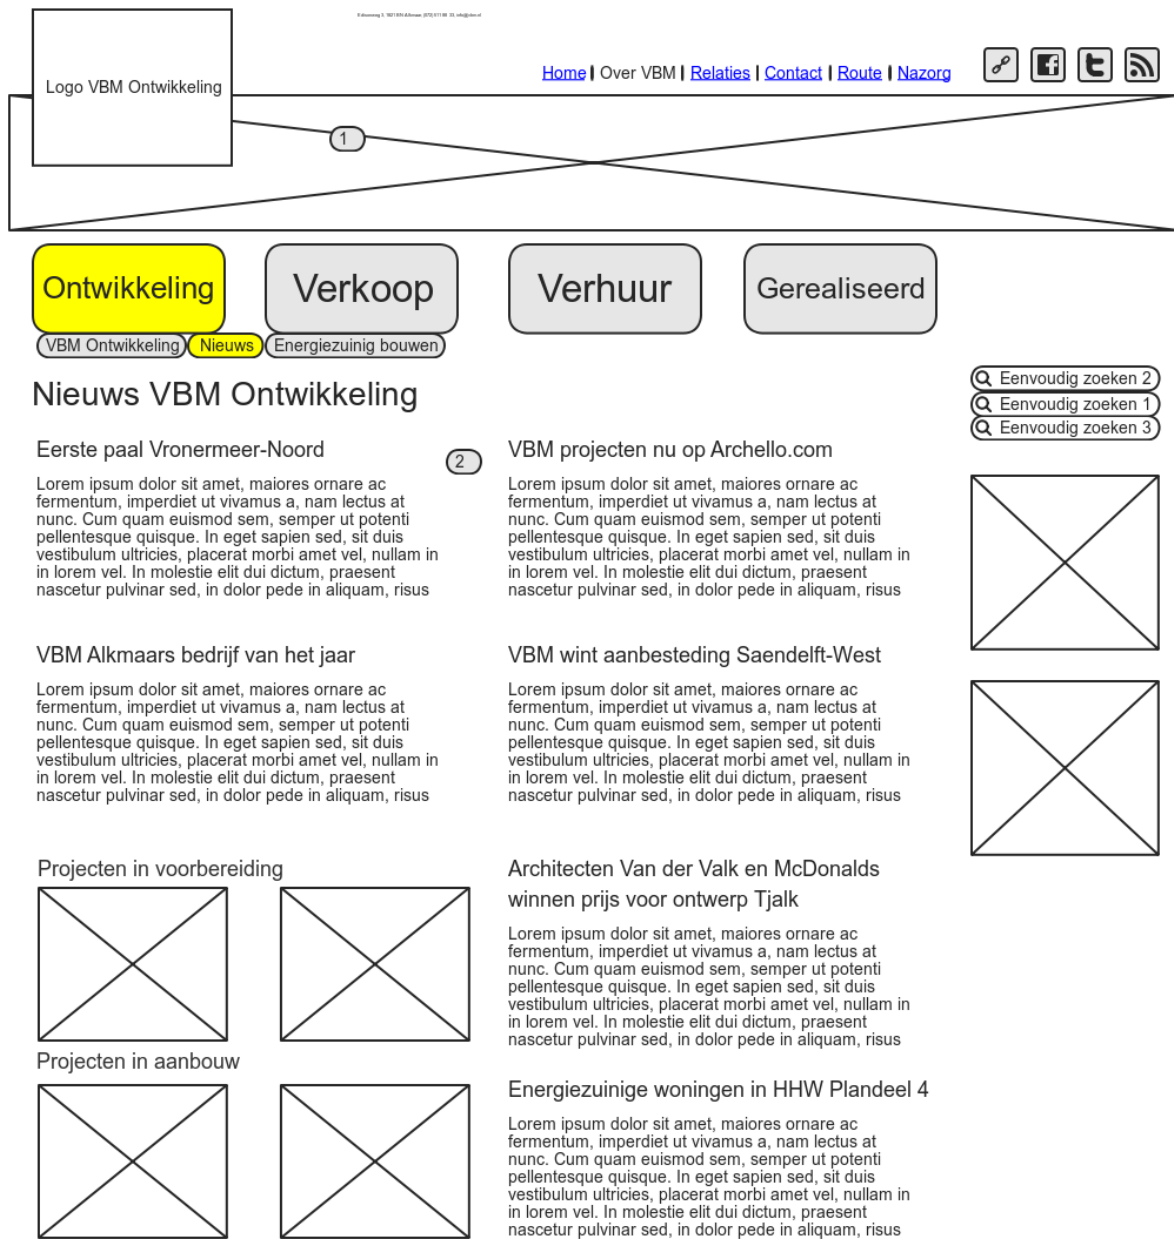 Logo VBM Ontwikkeling
Home | Over VBM | Relaties | Contact | Route | Nazorg
1
Ontwikkeling
Verkoop
Verhuur
Gerealiseerd
VBM Ontwikkeling
Nieuws
Energiezuinig bouwen
Nieuws VBM Ontwikkeling
Eenvoudig zoeken 2
Eenvoudig zoeken 1
Eenvoudig zoeken 3
Eerste paal Vronermeer-Noord
2
Lorem ipsum dolor sit amet, maiores ornare ac
fermentum, imperdiet ut vivamus a, nam lectus at
nunc. Cum quam euismod sem, semper ut potenti
pellentesque quisque. In eget sapien sed, sit duis
vestibulum ultricies, placerat morbi amet vel, nullam in
in lorem vel. In molestie elit dui dictum, praesent
nascetur pulvinar sed, in dolor pede in aliquam, risus
VBM projecten nu op Archello.com
Lorem ipsum dolor sit amet, maiores ornare ac
fermentum, imperdiet ut vivamus a, nam lectus at
nunc. Cum quam euismod sem, semper ut potenti
pellentesque quisque. In eget sapien sed, sit duis
vestibulum ultricies, placerat morbi amet vel, nullam in
in lorem vel. In molestie elit dui dictum, praesent
nascetur pulvinar sed, in dolor pede in aliquam, risus
VBM Alkmaars bedrijf van het jaar
Lorem ipsum dolor sit amet, maiores ornare ac
fermentum, imperdiet ut vivamus a, nam lectus at
nunc. Cum quam euismod sem, semper ut potenti
pellentesque quisque. In eget sapien sed, sit duis
vestibulum ultricies, placerat morbi amet vel, nullam in
in lorem vel. In molestie elit dui dictum, praesent
nascetur pulvinar sed, in dolor pede in aliquam, risus
VBM wint aanbesteding Saendelft-West
Lorem ipsum dolor sit amet, maiores ornare ac
fermentum, imperdiet ut vivamus a, nam lectus at
nunc. Cum quam euismod sem, semper ut potenti
pellentesque quisque. In eget sapien sed, sit duis
vestibulum ultricies, placerat morbi amet vel, nullam in
in lorem vel. In molestie elit dui dictum, praesent
nascetur pulvinar sed, in dolor pede in aliquam, risus
Projecten in voorbereiding
Projecten in aanbouw
Architecten Van der Valk en McDonalds
winnen prijs voor ontwerp Tjalk
Lorem ipsum dolor sit amet, maiores ornare ac
fermentum, imperdiet ut vivamus a, nam lectus at
nunc. Cum quam euismod sem, semper ut potenti
pellentesque quisque. In eget sapien sed, sit duis
vestibulum ultricies, placerat morbi amet vel, nullam in
in lorem vel. In molestie elit dui dictum, praesent
nascetur pulvinar sed, in dolor pede in aliquam, risus
Energiezuinige woningen in HHW Plandeel 4
Lorem ipsum dolor sit amet, maiores ornare ac
fermentum, imperdiet ut vivamus a, nam lectus at
nunc. Cum quam euismod sem, semper ut potenti
pellentesque quisque. In eget sapien sed, sit duis
vestibulum ultricies, placerat morbi amet vel, nullam in
in lorem vel. In molestie elit dui dictum, praesent
nascetur pulvinar sed, in dolor pede in aliquam, risus